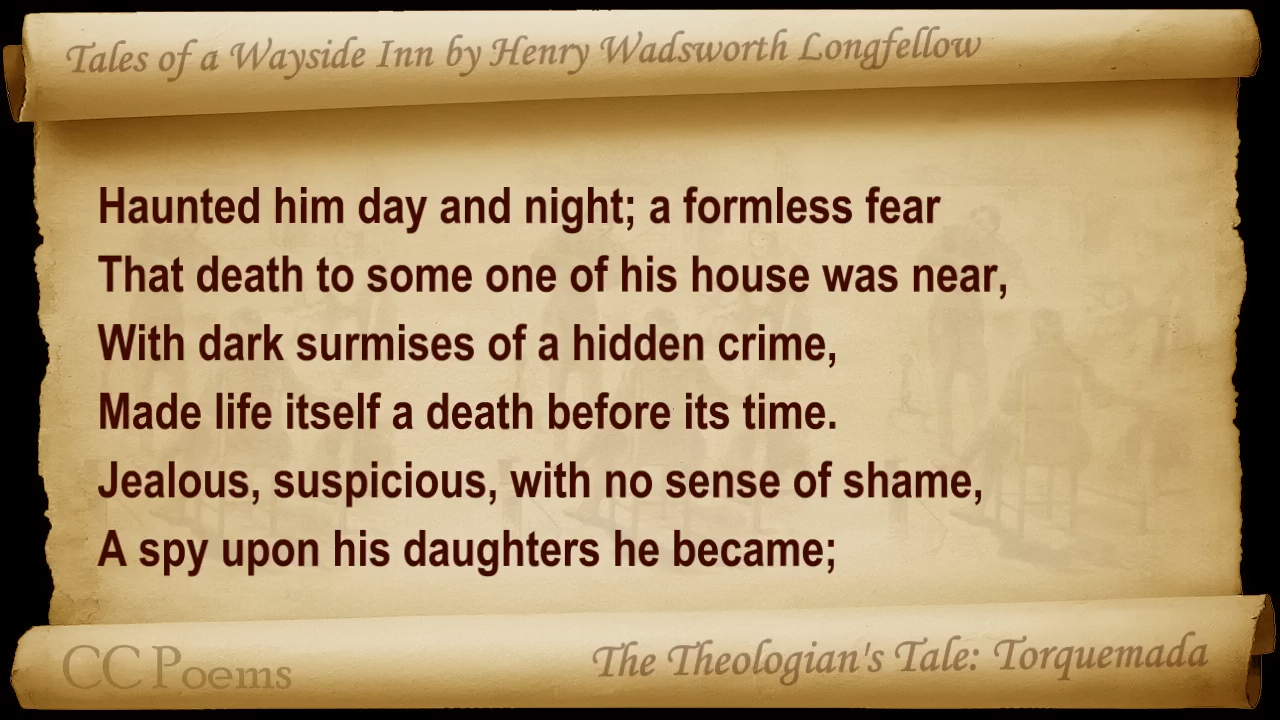 Tales of a Wayside Inn by Henry Wadsworth Longfellow
Haunted him day and night; a formless fear
That death to some one of his house was near,
With dark surmises of a hidden crime,
Made life itself a death before its time.
Jealous, suspicious, with no sense of shame,
A spy upon his daughters he became;
CC Poems
The Theologian's Tale: Torquemada